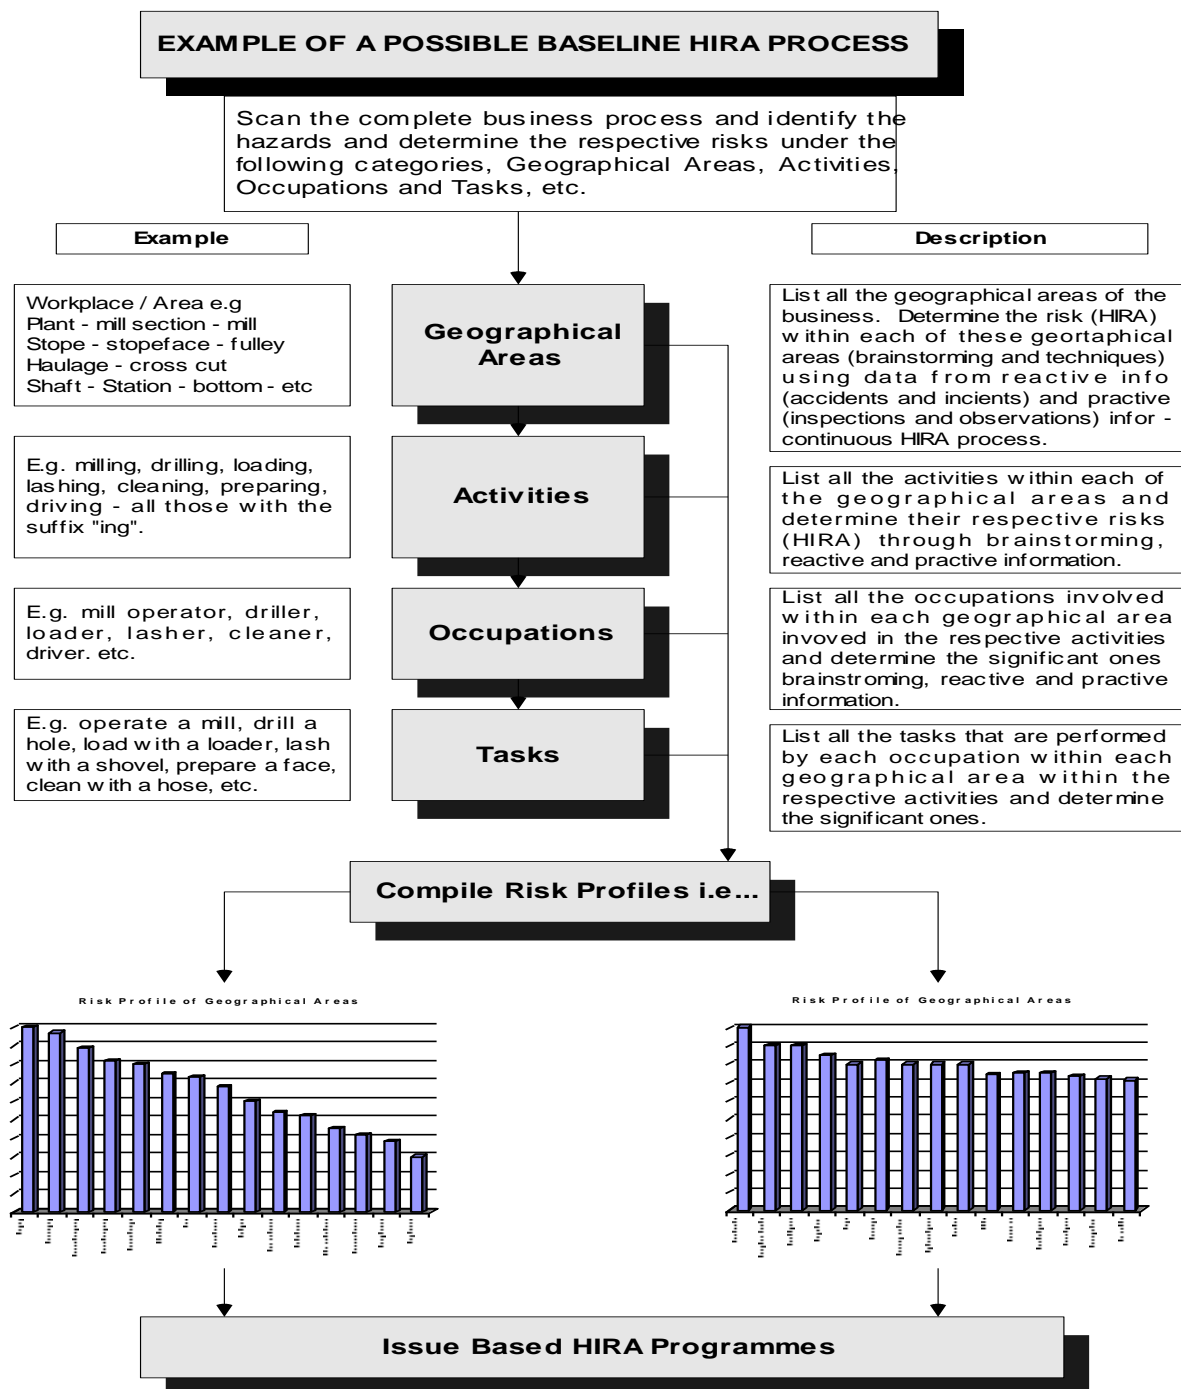 EXAMPLE OF A POSSIBLE BASELINE HIRA PROCESS
Scan the complete business process and identify the
hazards and determine the respective risks under the
following categories, Geographical Areas, Activities,
Occupations and Tasks, etc.
Example
Description
Workplace / Area e.g
Plant - mill section - mill
Stope - stopeface - fulley
Haulage - cross cut
Shaft - Station - bottom - etc
Geographical
Areas
List all the geographical areas of the
business. Determine the risk (HIRA)
within each of these geortaphical
areas (brainstorming and techniques)
using data from reactive info
(accidents and incients) and practive
(inspections and observations) infor -
continuous HIRA process.
E.g. milling, drilling, loading,
lashing, cleaning, preparing,
driving - all those with the
suffix "ing".
Activities
List all the activities within each of
the geographical areas and
determine their respective risks
(HIRA) through brainstorming,
reactive and practive information.
E.g. mill operator, driller,
loader, lasher, cleaner,
driver. etc.
Occupations
List all the occupations involved
within each geographical area
invoved in the respective activities
and determine the significant ones
brainstroming, reactive and practive
information.
E.g. operate a mill, drill a
hole, load with a loader, lash
with a shovel, prepare a face,
clean with a hose, etc.
Tasks
List all the tasks that are performed
by each occupation within each
geographical area within the
respective activities and determine
the significant ones.
Compile Risk Profiles i.e...
Risk Profile of Geographical Areas
Risk Profile of Geographical Areas
Issue Based HIRA Programmes